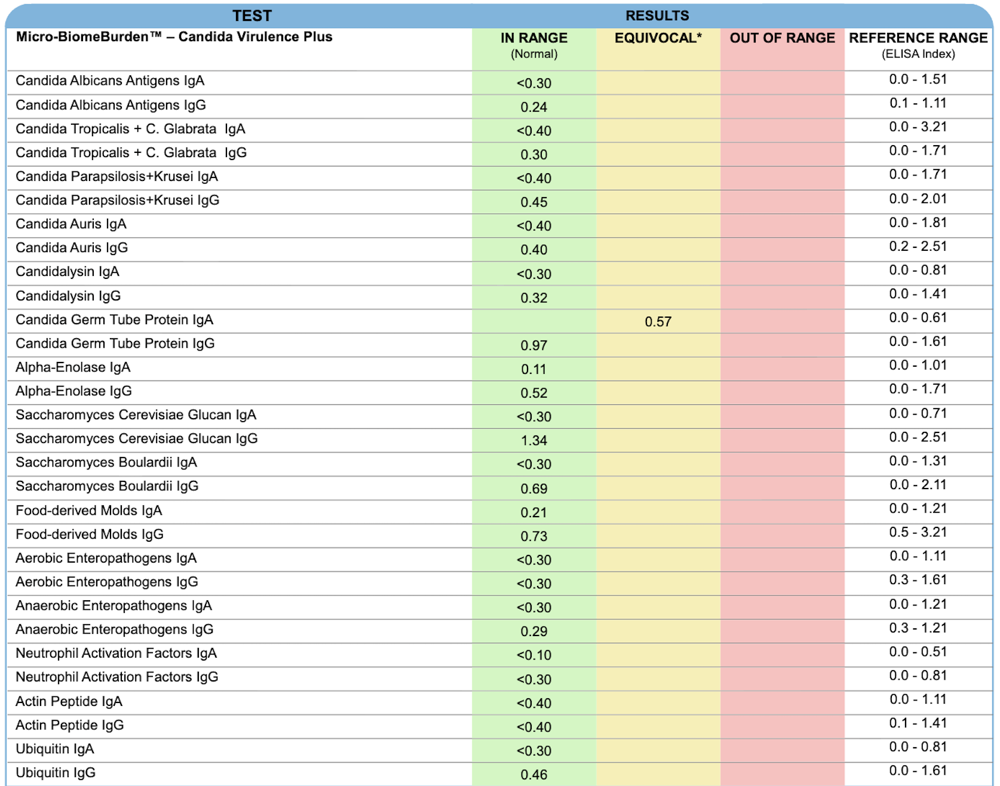 TEST RESULTS
Micro-BiomeBurden™ – Candida Virulence Plus IN RANGE EQUIVOCAL* OUT OF RANGE REFERENCE RANGE
(Normal) (ELISA Index)
Candida Albicans Antigens IgA <0.30 0.0 - 1.51
Candida Albicans Antigens IgG 0.24 0.1 - 1.11
Candida Tropicalis + C. Glabrata IgA <0.40 0.0 - 3.21
Candida Tropicalis + C. Glabrata IgG 0.30 0.0 - 1.71
Candida Parapsilosis+Krusei IgA <0.40 0.0 - 1.71
Candida Parapsilosis+Krusei IgG 0.45 0.0 - 2.01
Candida Auris IgA <0.40 0.0 - 1.81
Candida Auris IgG 0.40 0.2 - 2.51
Candidalysin IgA <0.30 0.0 - 0.81
Candidalysin IgG 0.32 0.0 - 1.41
Candida Germ Tube Protein IgA 0.57 0.0 - 0.61
Candida Germ Tube Protein IgG 0.97 0.0 - 1.61
Alpha-Enolase IgA 0.11 0.0 - 1.01
Alpha-Enolase IgG 0.52 0.0 - 1.71
Saccharomyces Cerevisiae Glucan IgA <0.30 0.0 - 0.71
Saccharomyces Cerevisiae Glucan IgG 1.34 0.0 - 2.51
Saccharomyces Boulardii IgA <0.30 0.0 - 1.31
Saccharomyces Boulardii IgG 0.69 0.0 - 2.11
Food-derived Molds IgA 0.21 0.0 - 1.21
Food-derived Molds IgG 0.73 0.5 - 3.21
Aerobic Enteropathogens IgA <0.30 0.0 - 1.11
Aerobic Enteropathogens IgG <0.30 0.3 - 1.61
Anaerobic Enteropathogens IgA <0.30 0.0 - 1.21
Anaerobic Enteropathogens IgG 0.29 0.3 - 1.21
Neutrophil Activation Factors IgA <0.10 0.0 - 0.51
Neutrophil Activation Factors IgG <0.30 0.0 - 0.81
Actin Peptide IgA <0.40 0.0 - 1.11
Actin Peptide IgG <0.40 0.1 - 1.41
Ubiquitin IgA <0.30 0.0 - 0.81
Ubiquitin IgG 0.46 0.0 - 1.61